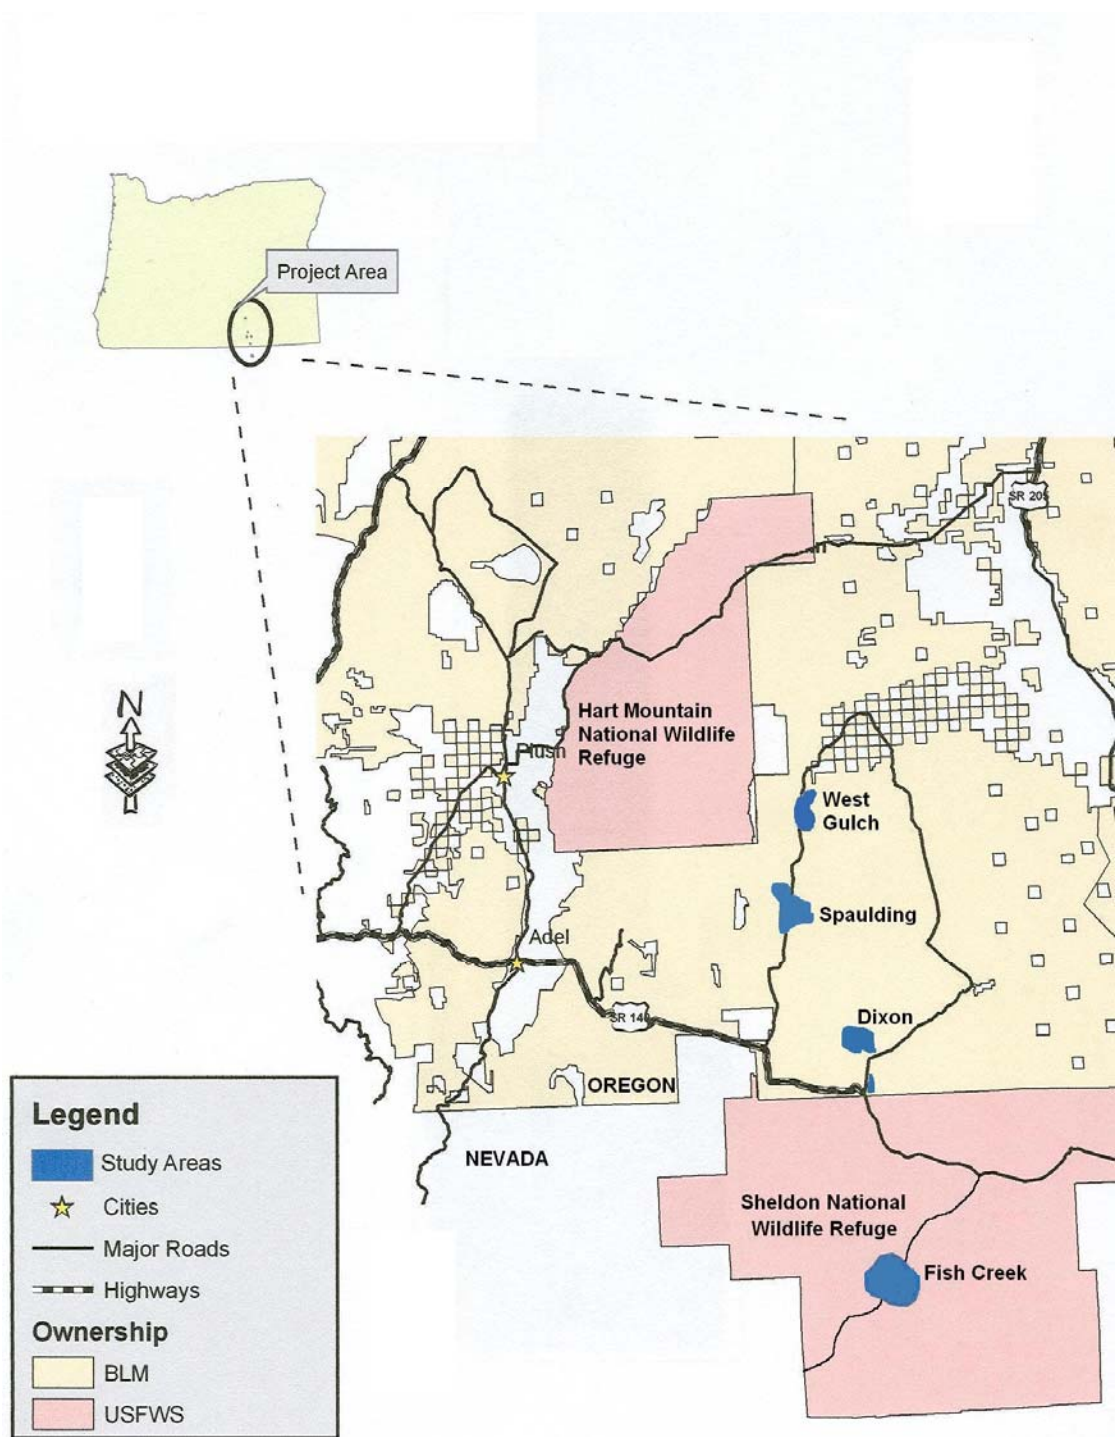 Project Area
SR 205
N
Hart Mountain
National Wildlife
Refuge
Plush
West
Gulch
Spaulding
Adel
Dixon
SR 140
OREGON
NEVADA
Sheldon National
Wildlife Refuge
Fish Creek
Legend
Study Areas
Cities
Major Roads
Highways
Ownership
BLM
USFWS